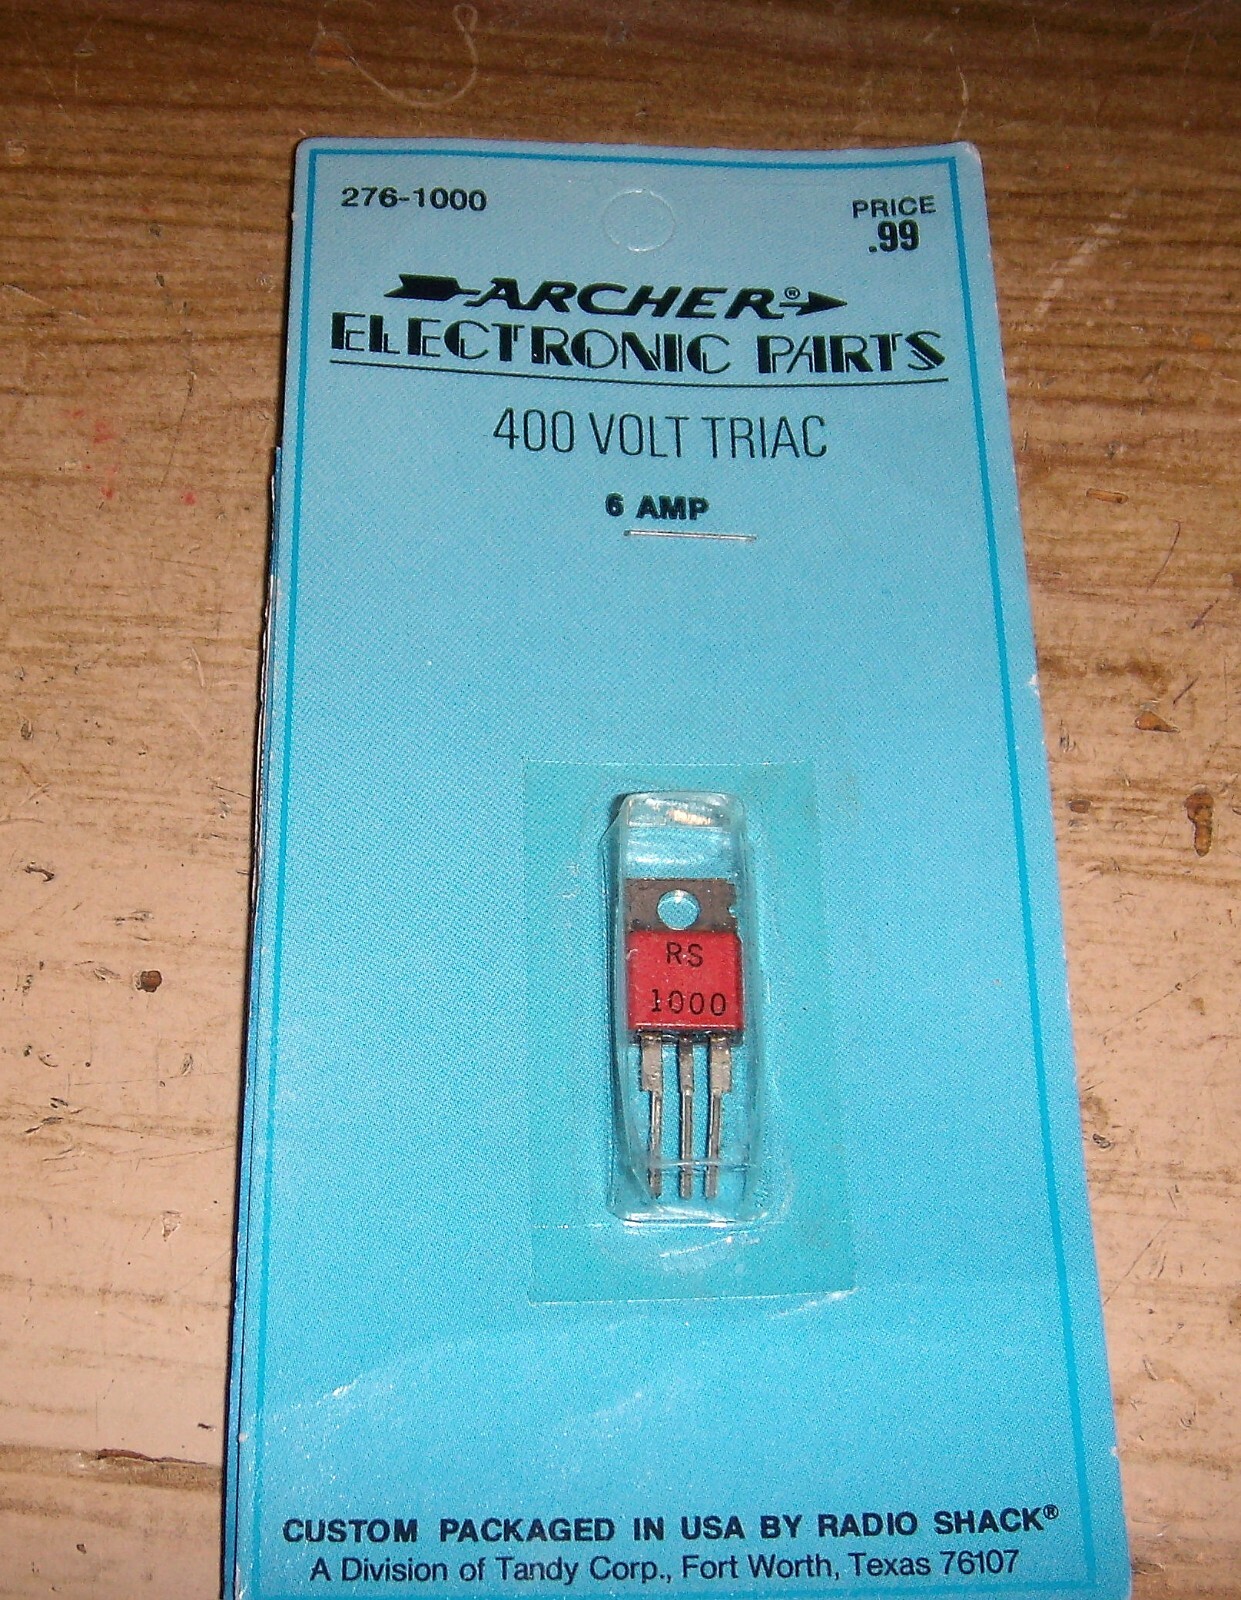 276-1000
PRICE
.99
ARCHER®
ELECTRONIC PARTS
400 VOLT TRIAC
6 AMP
RS
1000
CUSTOM PACKAGED IN USA BY RADIO SHACK®
A Division of Tandy Corp., Fort Worth, Texas 76107